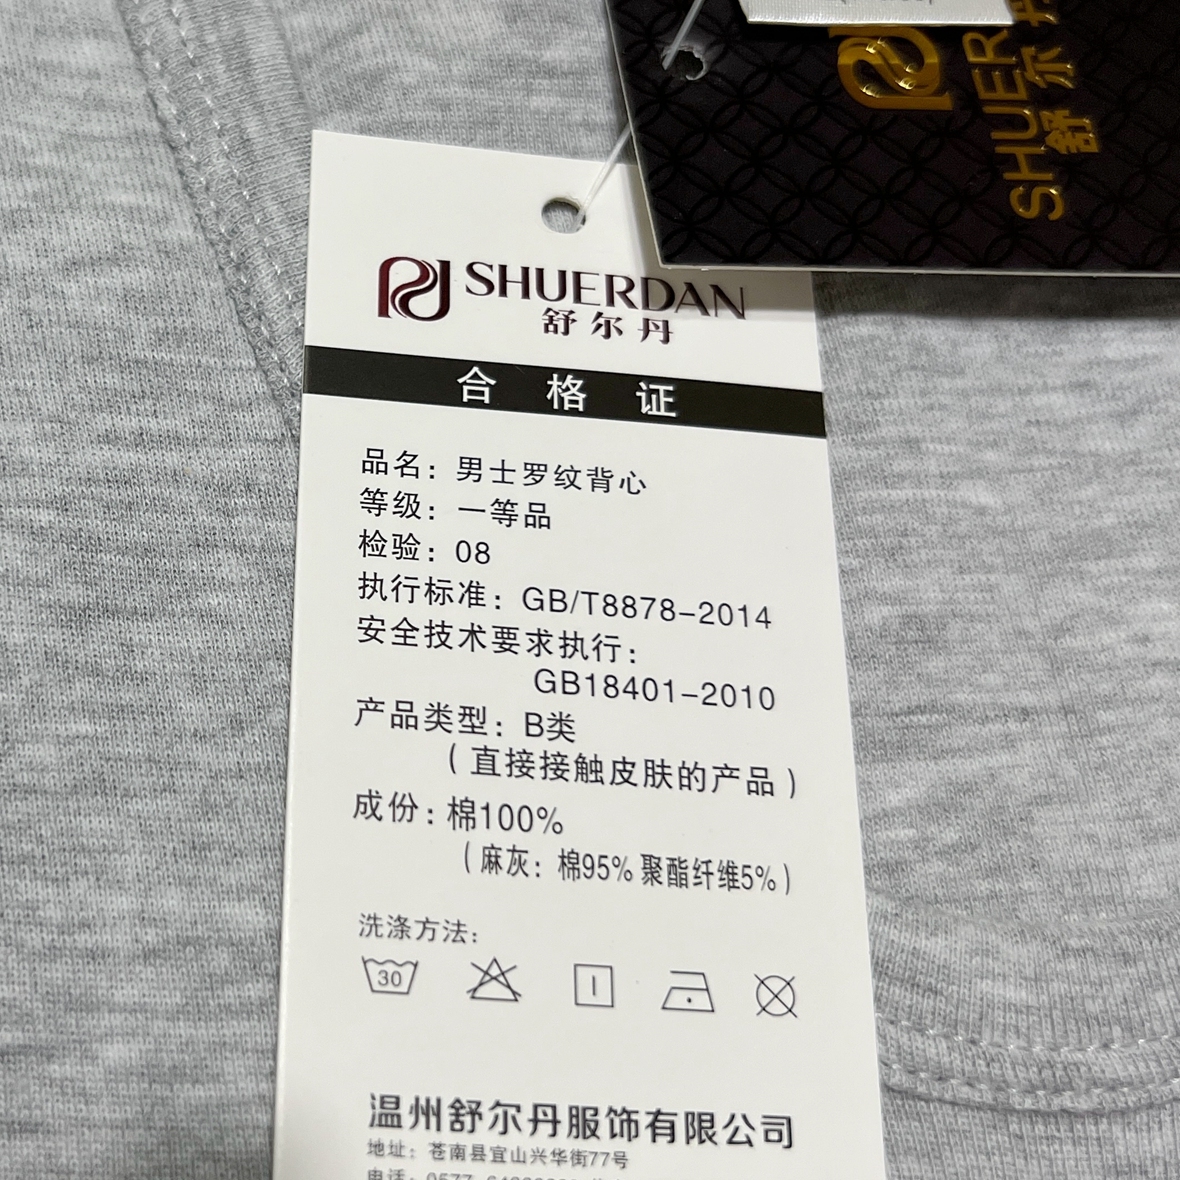 SHUER
舒尔
SHUERDAN
舒尔丹
合格证
品名：男士罗纹背心
等级：一等品
检验：08
执行标准：GB/T8878-2014
安全技术要求执行：
GB18401-2010
产品类型：B类
（直接接触皮肤的产品）
成份：棉100%
（麻灰：棉95% 聚酯纤维5%）
洗涤方法：
30
温州舒尔丹服饰有限公司
地址：苍南县宜山兴华街77号
电话：0577